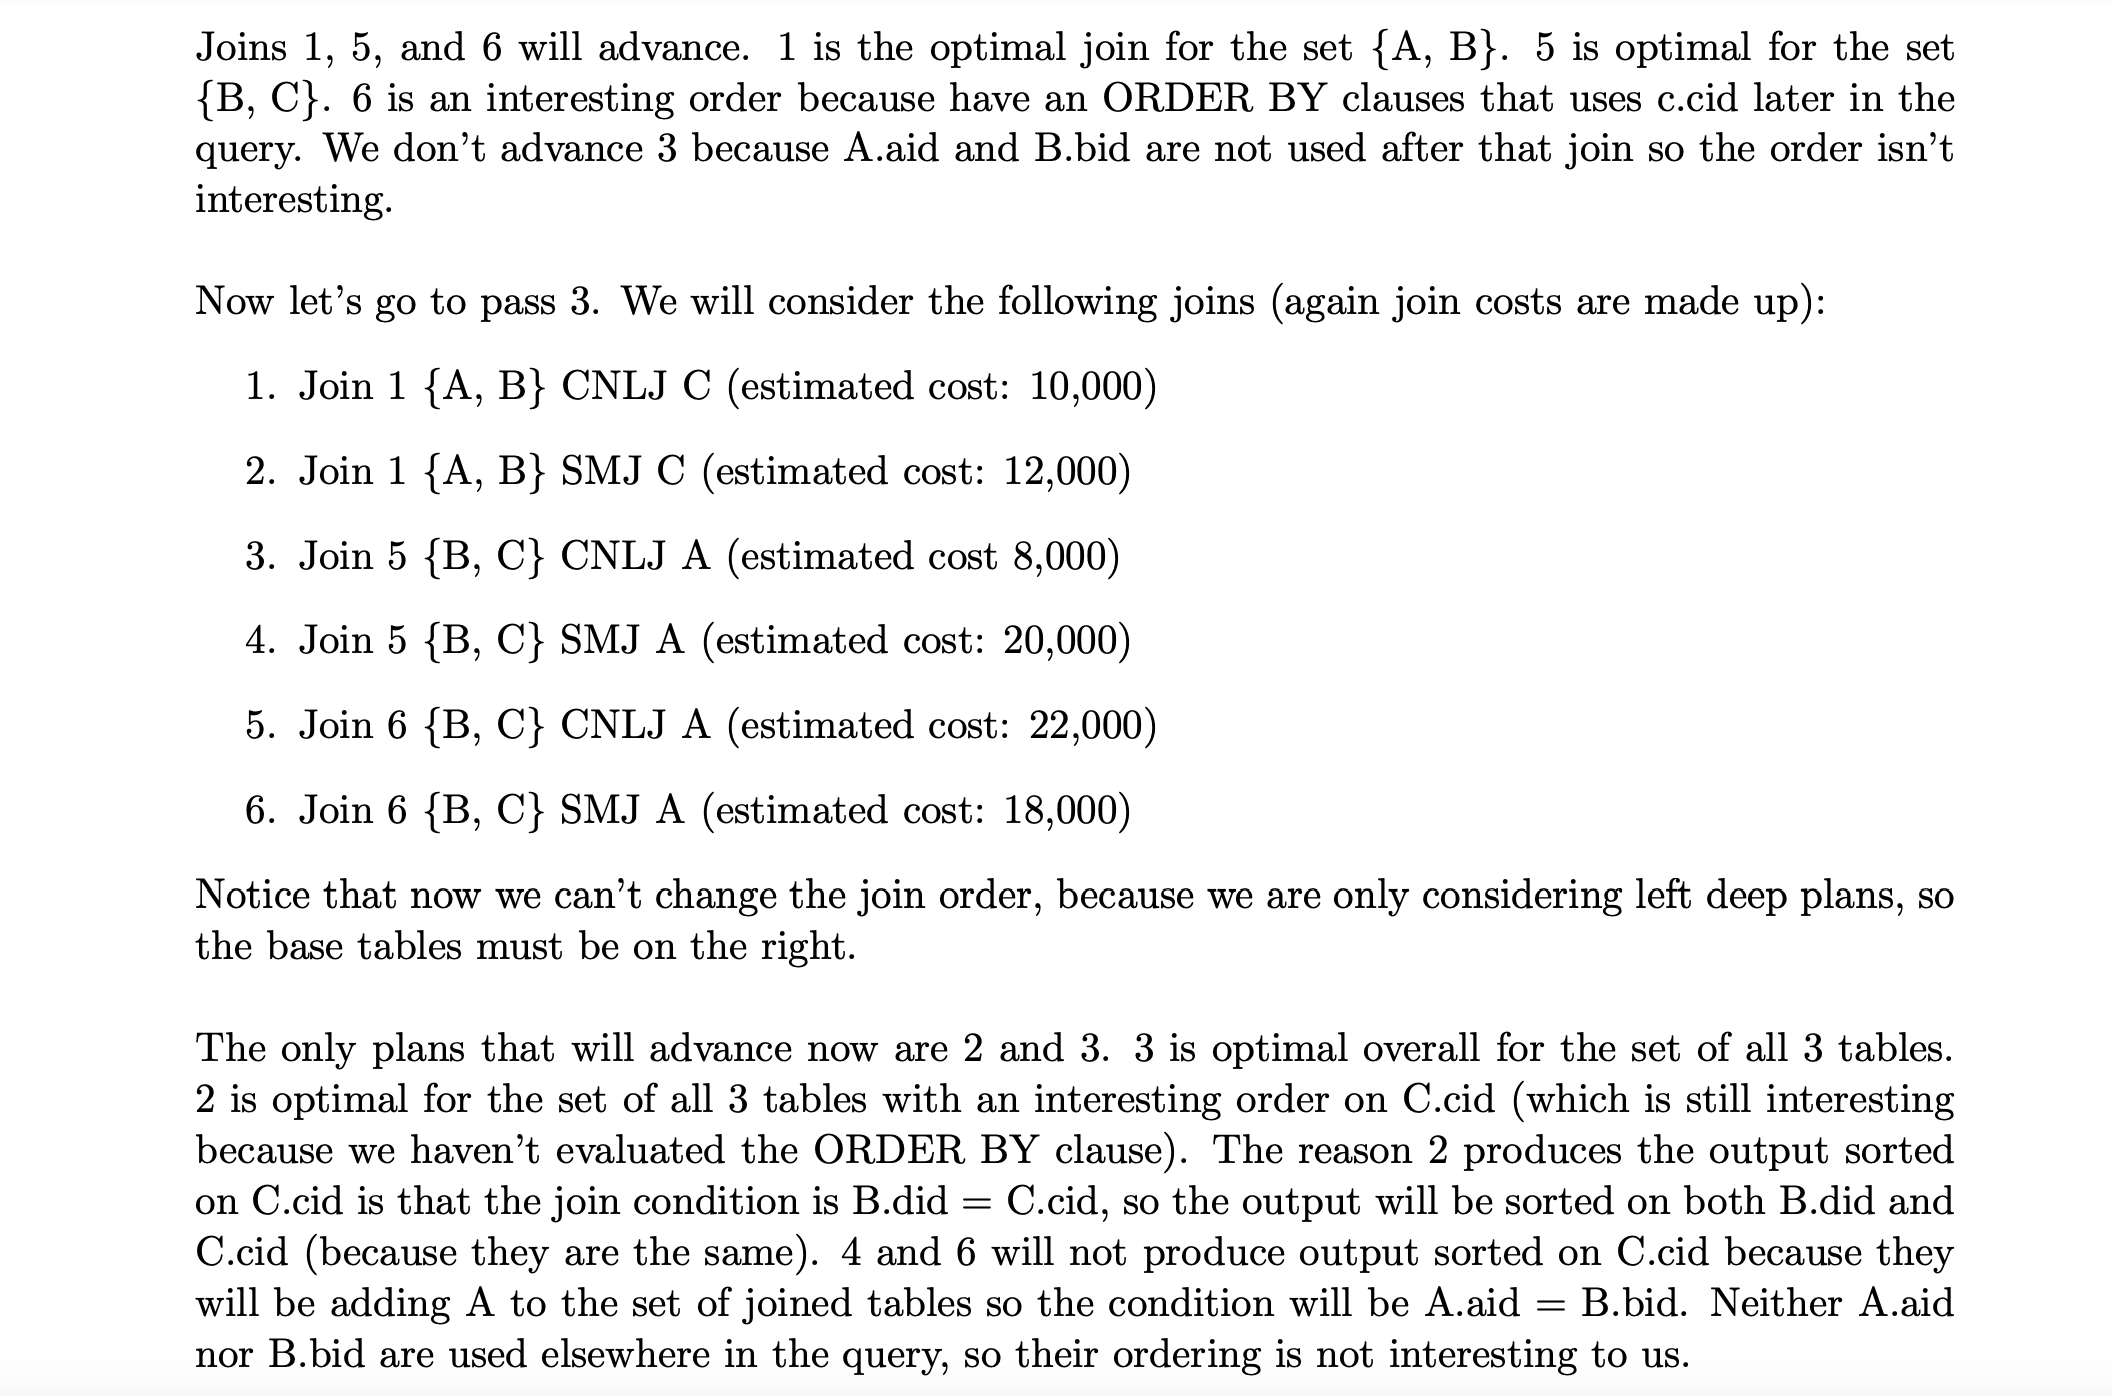 Joins 1, 5, and 6 will advance. 1 is the optimal join for the set {A, B}. 5 is optimal for the set
{B, C}. 6 is an interesting order because have an ORDER BY clauses that uses c.cid later in the
query. We don't advance 3 because A.aid and B.bid are not used after that join so the order isn't
interesting.
Now let's go to pass 3. We will consider the following joins (again join costs are made up):
1. Join 1 {A, B} CNLJ C (estimated cost: 10,000)
2. Join 1 {A, B} SMJ C (estimated cost: 12,000)
3. Join 5 {B, C} CNLJ A (estimated cost 8,000)
4. Join 5 {B, C} SMJ A (estimated cost: 20,000)
5. Join 6 {B, C} CNLJ A (estimated cost: 22,000)
6. Join 6 {B, C} SMJ A (estimated cost: 18,000)
Notice that now we can't change the join order, because we are only considering left deep plans, so
the base tables must be on the right.
The only plans that will advance now are 2 and 3. 3 is optimal overall for the set of all 3 tables.
2 is optimal for the set of all 3 tables with an interesting order on C.cid (which is still interesting
because we haven't evaluated the ORDER BY clause). The reason 2 produces the output sorted
on C.cid is that the join condition is B.did = C.cid, so the output will be sorted on both B.did and
C.cid (because they are the same). 4 and 6 will not produce output sorted on C.cid because they
will be adding A to the set of joined tables so the condition will be A.aid = B.bid. Neither A.aid
nor B.bid are used elsewhere in the query, so their ordering is not interesting to us.